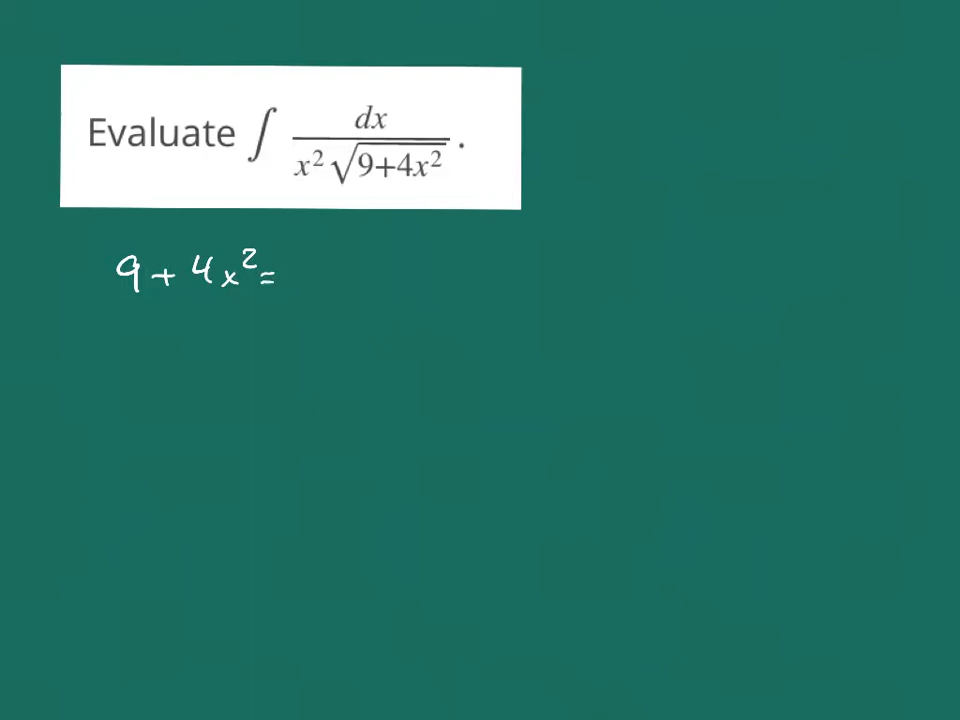 Evaluate ∫ dx / (x² √(9+4x²)) .
9 + 4x² =